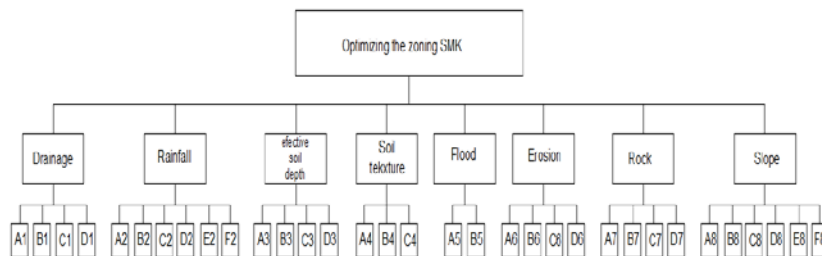 Optimizing the zoning SMK
Drainage
Rainfall
efective
soil
depth
Soil
tekxture
Flood
Erosion
Rock
Slope
A1 B1 C1 D1 A2 B2 C2 D2 E2 F2 A3 B3 C3 D3 A4 B4 C4 A5 B5 A6 B6 C6 D6 A7 B7 C7 D7 A8 B8 C8 D8 E8 F8